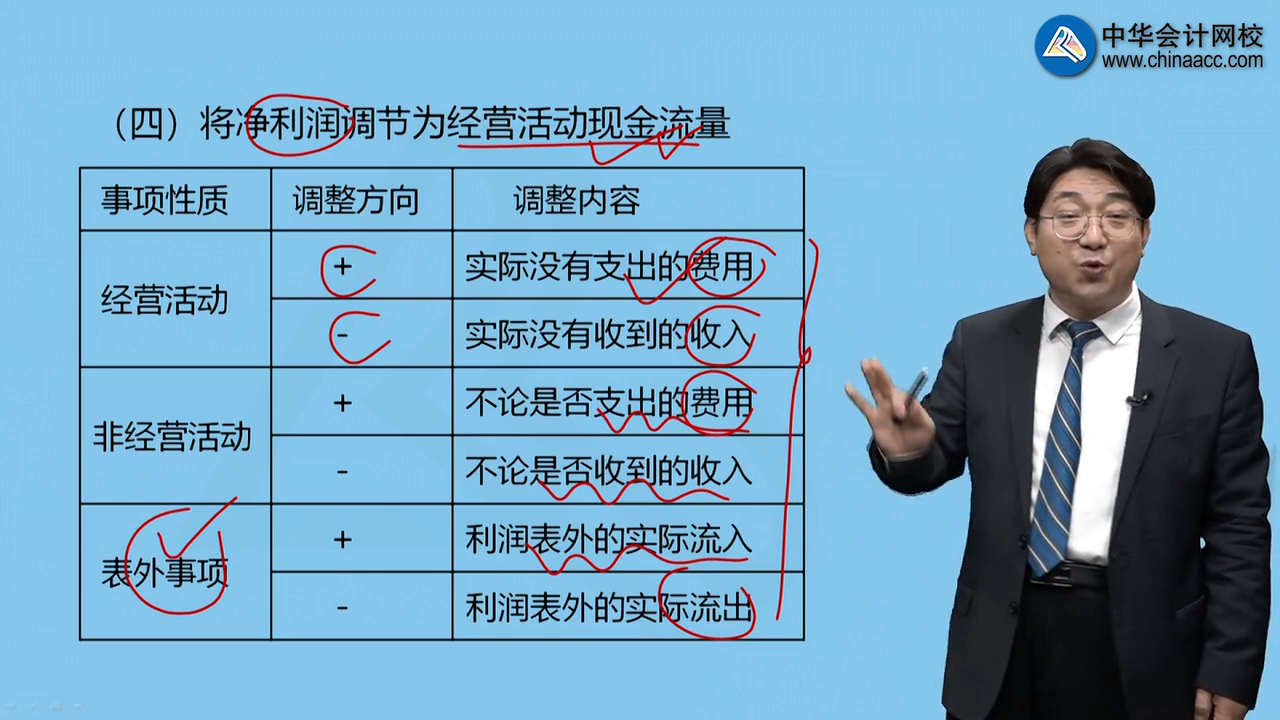 中华会计网校
www.chinaacc.com
（四）将净利润调节为经营活动现金流量
事项性质 调整方向 调整内容
经营活动 + 实际没有支出的费用
- 实际没有收到的收入
非经营活动 + 不论是否支出的费用
- 不论是否收到的收入
表外事项 + 利润表外的实际流入
- 利润表外的实际流出